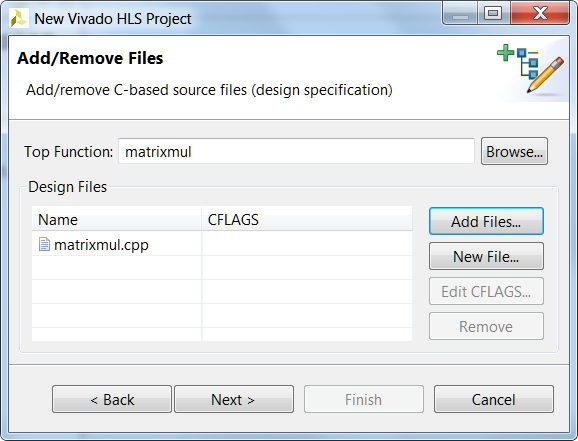 New Vivado HLS Project
Add/Remove Files
Add/remove C-based source files (design specification)
Top Function: matrixmul Browse...
Design Files
Name CFLAGS
matrixmul.cpp
Add Files...
New File...
Edit CFLAGS...
Remove
< Back Next > Finish Cancel